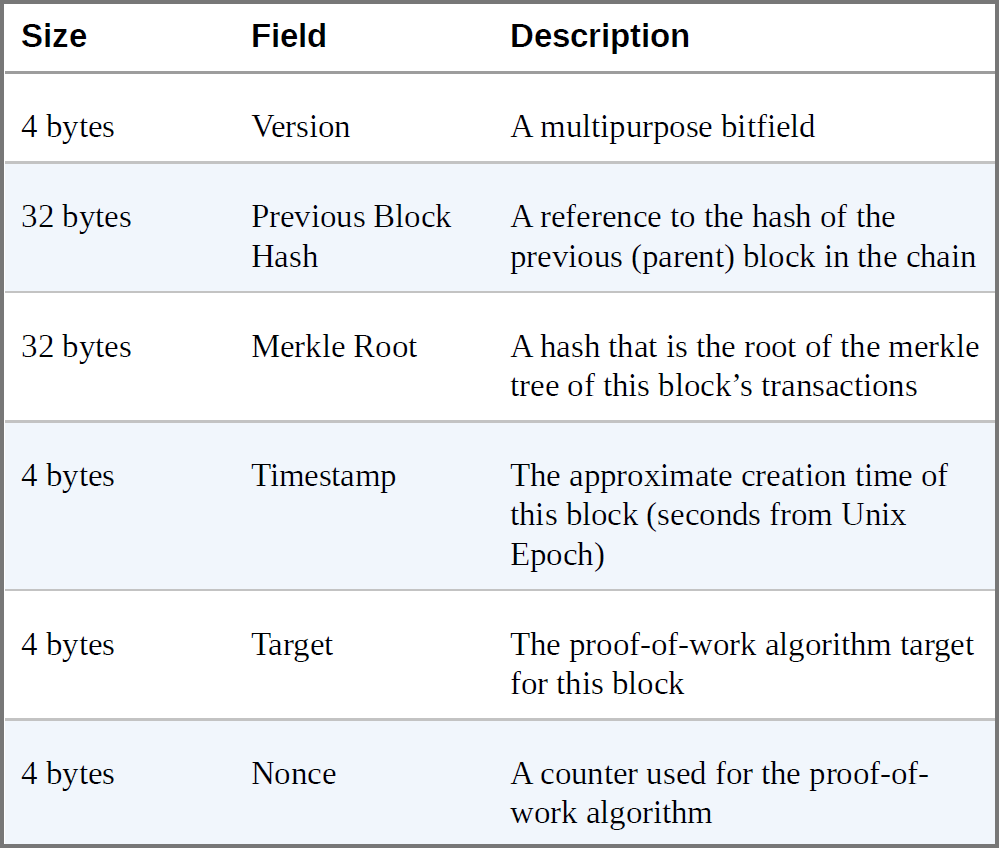 Size Field Description
4 bytes Version A multipurpose bitfield
32 bytes Previous Block A reference to the hash of the
Hash previous (parent) block in the chain
32 bytes Merkle Root A hash that is the root of the merkle
tree of this block’s transactions
4 bytes Timestamp The approximate creation time of
this block (seconds from Unix
Epoch)
4 bytes Target The proof-of-work algorithm target
for this block
4 bytes Nonce A counter used for the proof-of-
work algorithm